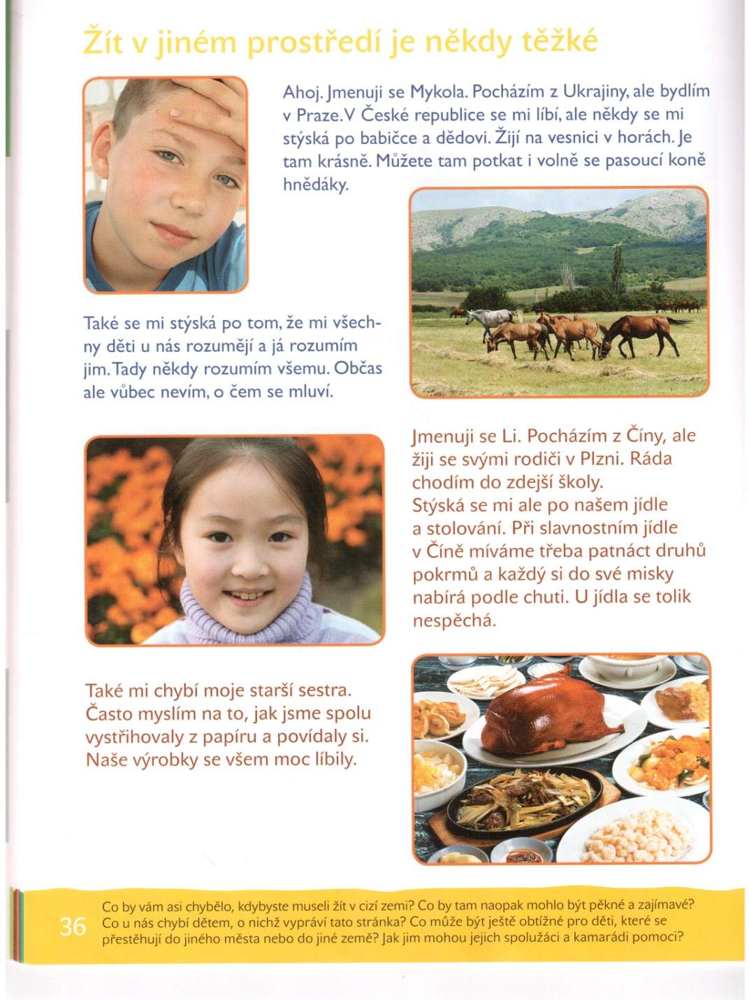 Žít v jiném prostředí je někdy těžké
Ahoj. Jmenuji se Mykola. Pocházím z Ukrajiny, ale bydlím
v Praze. V České republice se mi líbí, ale někdy se mi
stýská po babičce a dědovi. Žijí na vesnici v horách. Je
tam krásně. Můžete tam potkat i volně se pasoucí koně
hnědáky.
Také se mi stýská po tom, že mi všech-
ny děti u nás rozumějí a já rozumím
jim. Tady někdy rozumím všemu. Občas
ale vůbec nevím, o čem se mluví.
Jmenuji se Li. Pocházím z Číny, ale
žiji se svými rodiči v Plzni. Ráda
chodím do zdejší školy.
Stýská se mi ale po našem jídle
a stolování. Při slavnostním jídle
v Číně míváme třeba patnáct druhů
pokrmů a každý si do své misky
nabírá podle chuti. U jídla se tolik
nespěchá.
Také mi chybí moje starší sestra.
Často myslím na to, jak jsme spolu
vystřihovaly z papíru a povídaly si.
Naše výrobky se všem moc líbily.
36
Co by vám asi chybělo, kdybyste museli žít v cizí zemi? Co by tam naopak mohlo být pěkné a zajímavé?
Co u nás chybí dětem, o nichž vypráví tato stránka? Co může být ještě obtížné pro děti, které se
přestěhují do jiného města nebo do jiné země? Jak jim mohou jejich spolužáci a kamarádi pomoci?